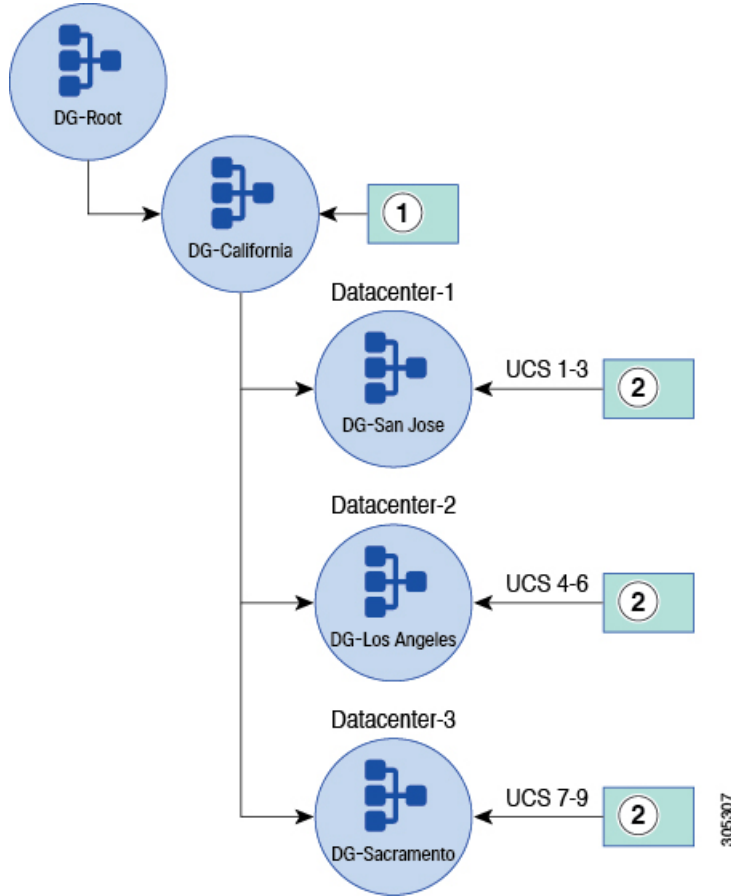 DG-Root
DG-California
1
Datacenter-1
DG-San Jose
UCS 1-3
2
Datacenter-2
DG-Los Angeles
UCS 4-6
2
Datacenter-3
DG-Sacramento
UCS 7-9
2
305307